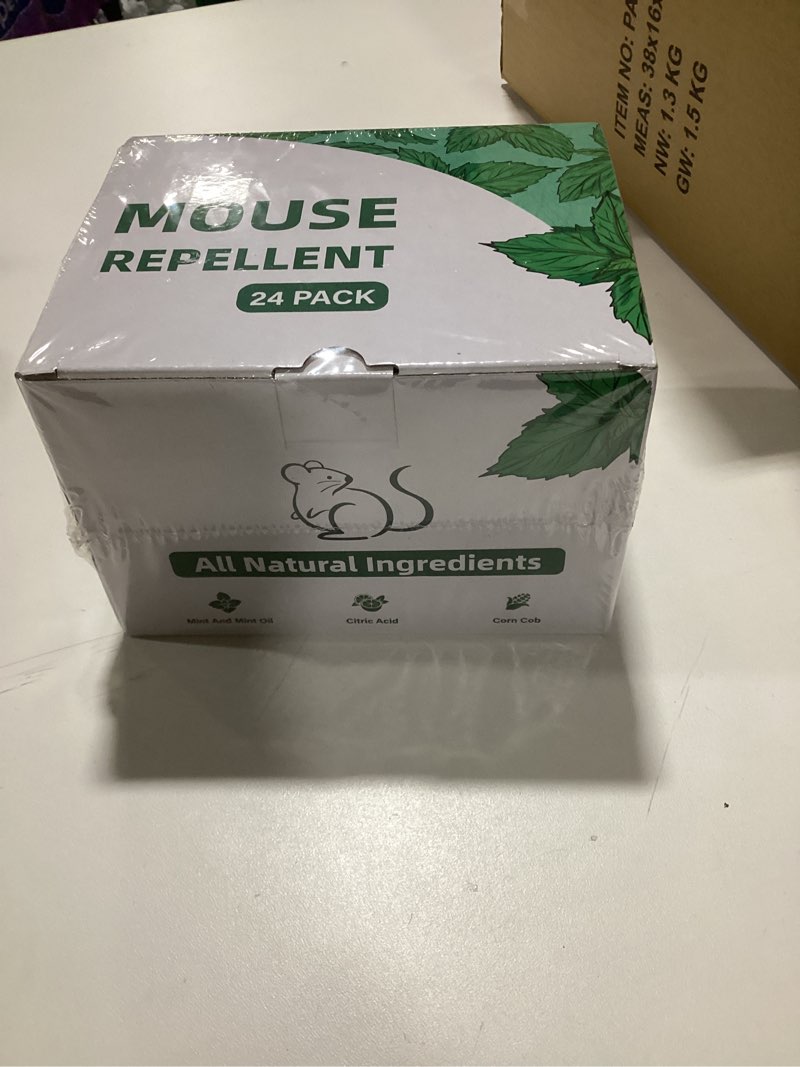 MOUSE
REPELLENT
24 PACK
All Natural Ingredients
Mint And Mint Oil
Citric Acid
Corn Cob
ITEM NO: PA
MEAS: 38x16x
NW: 1.3 KG
GW: 1.5 KG